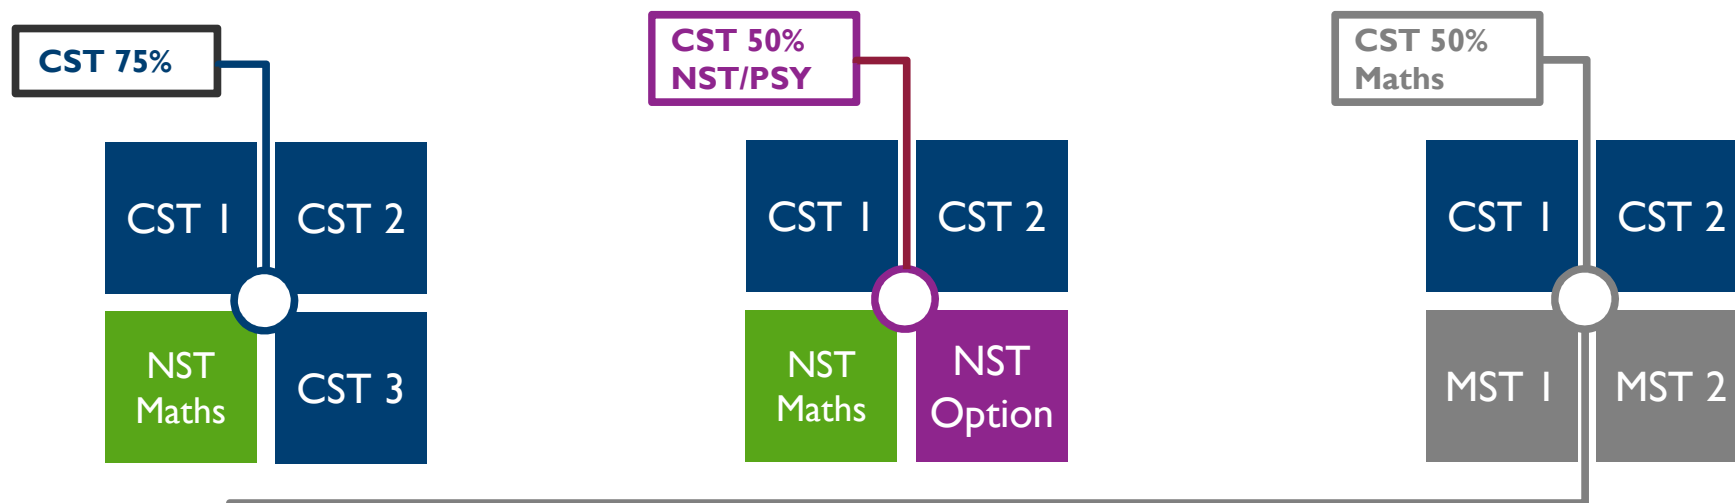 CST 75%
CST 1
CST 2
NST
Maths
CST 3
CST 50%
NST/PSY
CST 1
CST 2
NST
Maths
NST
Option
CST 50%
Maths
CST 1
CST 2
MST 1
MST 2